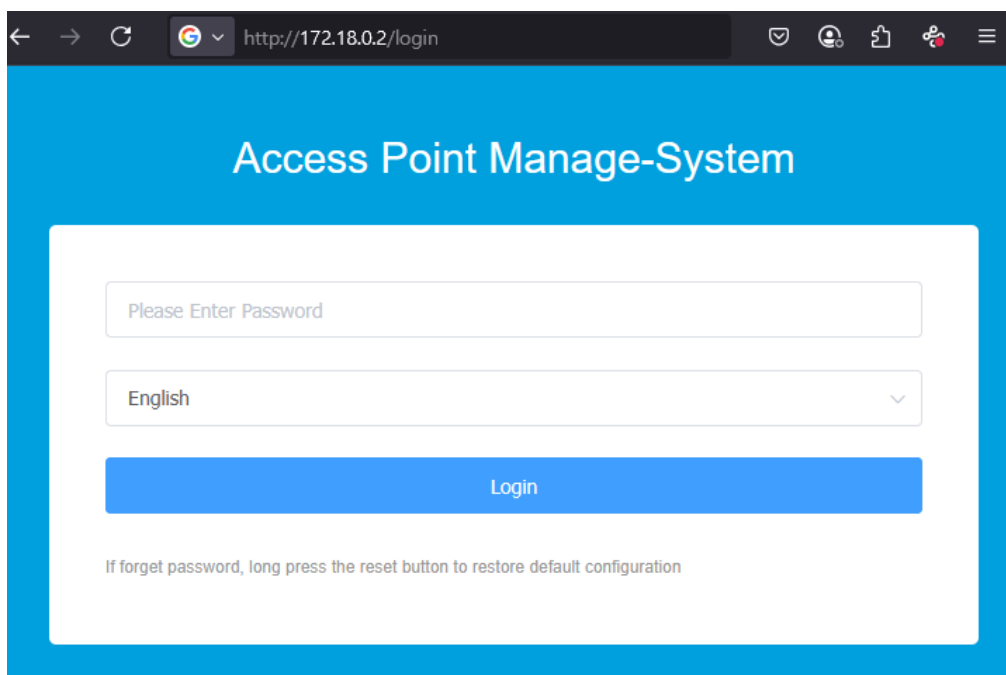 http://172.18.0.2/login
Access Point Manage-System
Please Enter Password
English
Login
If forget password, long press the reset button to restore default configuration